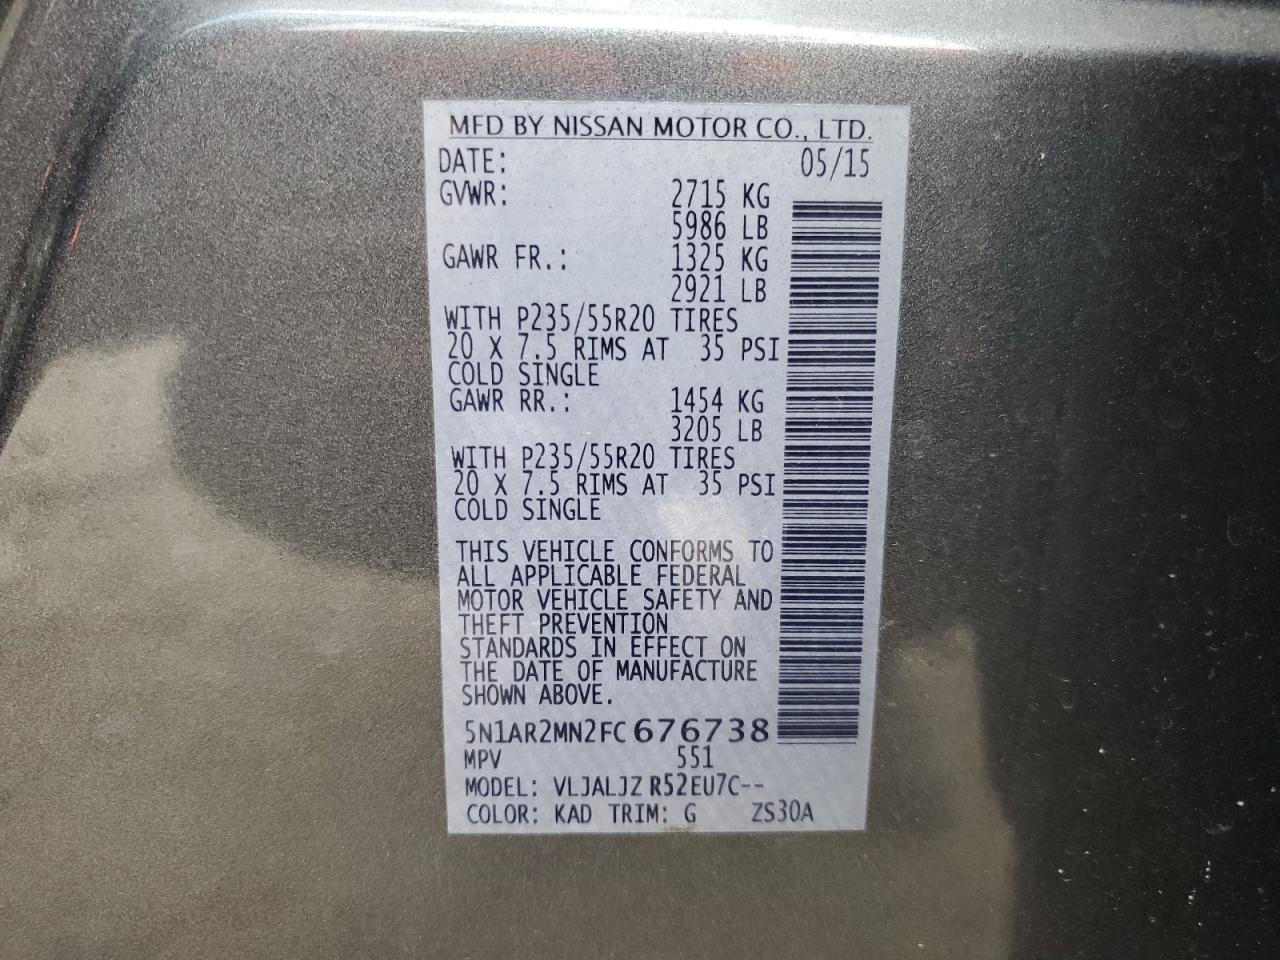 MFD BY NISSAN MOTOR CO., LTD.
DATE: 05/15
GVWR: 2715 KG
5986 LB
GAWR FR.: 1325 KG
2921 LB
WITH P235/55R20 TIRES
20 X 7.5 RIMS AT 35 PSI
COLD SINGLE
GAWR RR.: 1454 KG
3205 LB
WITH P235/55R20 TIRES
20 X 7.5 RIMS AT 35 PSI
COLD SINGLE
THIS VEHICLE CONFORMS TO
ALL APPLICABLE FEDERAL
MOTOR VEHICLE SAFETY AND
THEFT PREVENTION
STANDARDS IN EFFECT ON
THE DATE OF MANUFACTURE
SHOWN ABOVE.
5N1AR2MN2FC676738
MPV 551
MODEL: VLJALJZ R52EU7C--
COLOR: KAD TRIM: G ZS30A